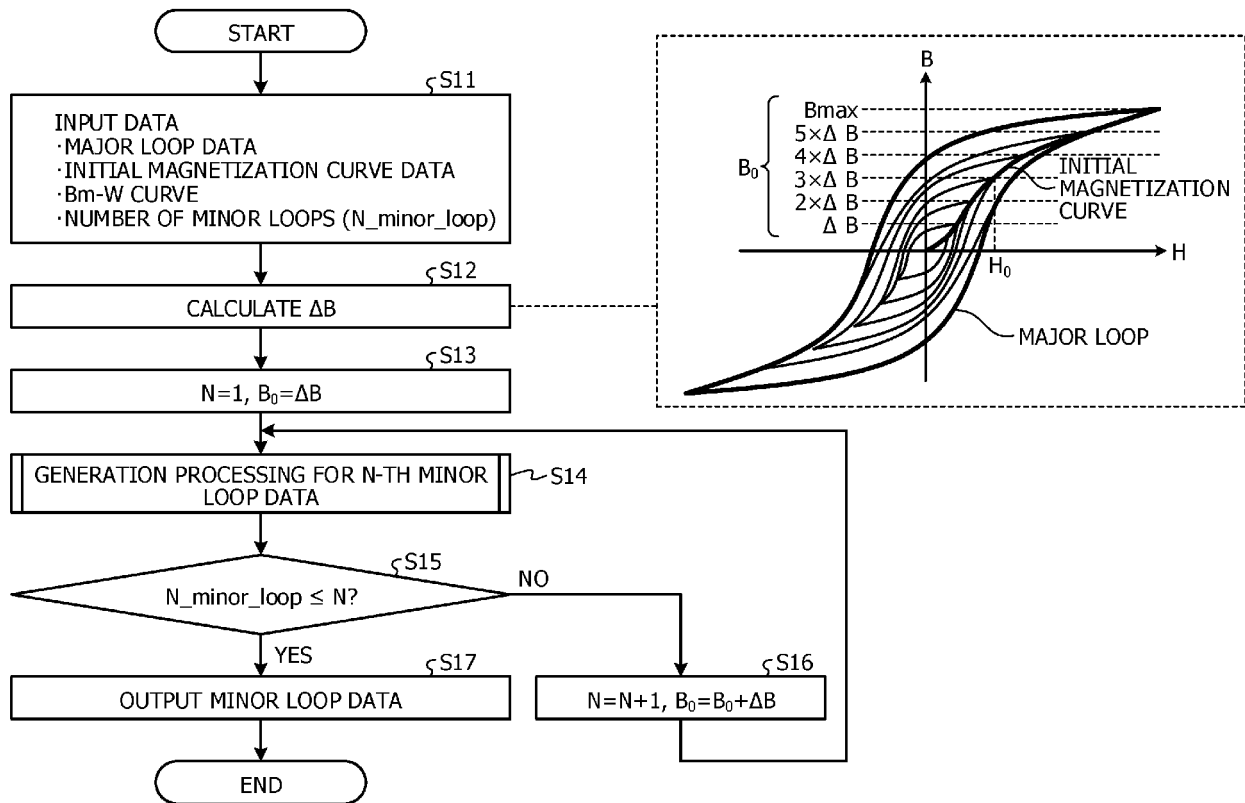 START
S11
INPUT DATA
·MAJOR LOOP DATA
·INITIAL MAGNETIZATION CURVE DATA
·Bm-W CURVE
·NUMBER OF MINOR LOOPS (N_minor_loop)
S12
CALCULATE ΔB
S13
N=1, B₀=ΔB
GENERATION PROCESSING FOR N-TH MINOR
LOOP DATA
S14
S15
N_minor_loop ≤ N?
NO
YES
S17
OUTPUT MINOR LOOP DATA
S16
N=N+1, B₀=B₀+ΔB
END
B
Bmax
5×Δ B
4×Δ B
3×Δ B
2×Δ B
Δ B
B₀
INITIAL
MAGNETIZATION
CURVE
H₀
H
MAJOR LOOP